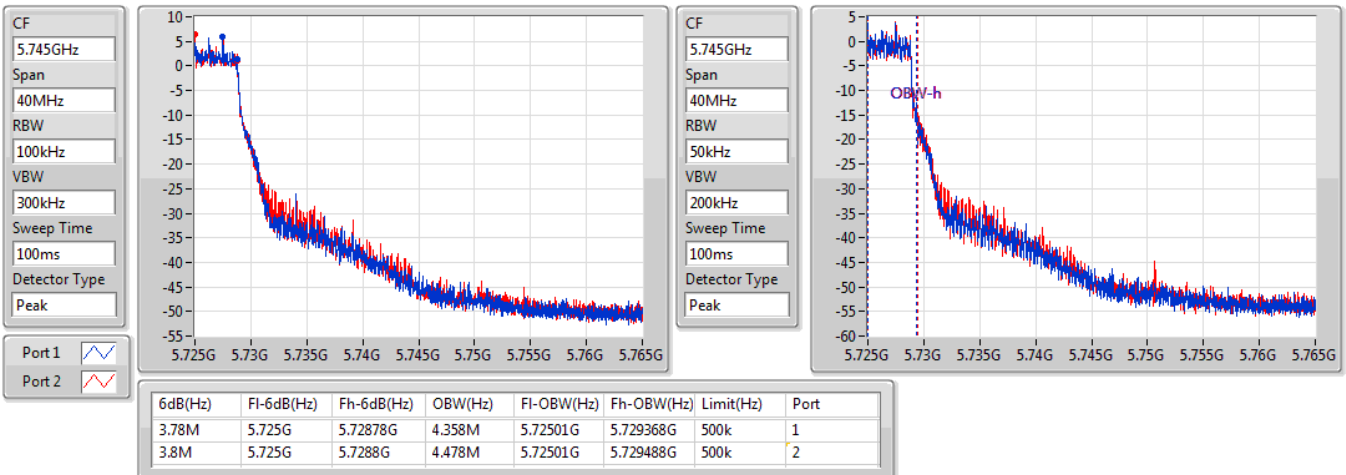 CF
5.745GHz
Span
40MHz
RBW
100kHz
VBW
300kHz
Sweep Time
100ms
Detector Type
Peak
Port 1
Port 2
10
5
0
-5
-10
-15
-20
-25
-30
-35
-40
-45
-50
-55
5.725G 5.73G 5.735G 5.74G 5.745G 5.75G 5.755G 5.76G 5.765G
CF
5.745GHz
Span
40MHz
RBW
50kHz
VBW
200kHz
Sweep Time
100ms
Detector Type
Peak
5
0
-5
-10
-15
-20
-25
-30
-35
-40
-45
-50
-55
-60
OBW-h
5.725G 5.73G 5.735G 5.74G 5.745G 5.75G 5.755G 5.76G 5.765G
6dB(Hz) Fl-6dB(Hz) Fh-6dB(Hz) OBW(Hz) Fl-OBW(Hz) Fh-OBW(Hz) Limit(Hz) Port
3.78M 5.725G 5.72878G 4.358M 5.72501G 5.729368G 500k 1
3.8M 5.725G 5.7288G 4.478M 5.72501G 5.729488G 500k 2